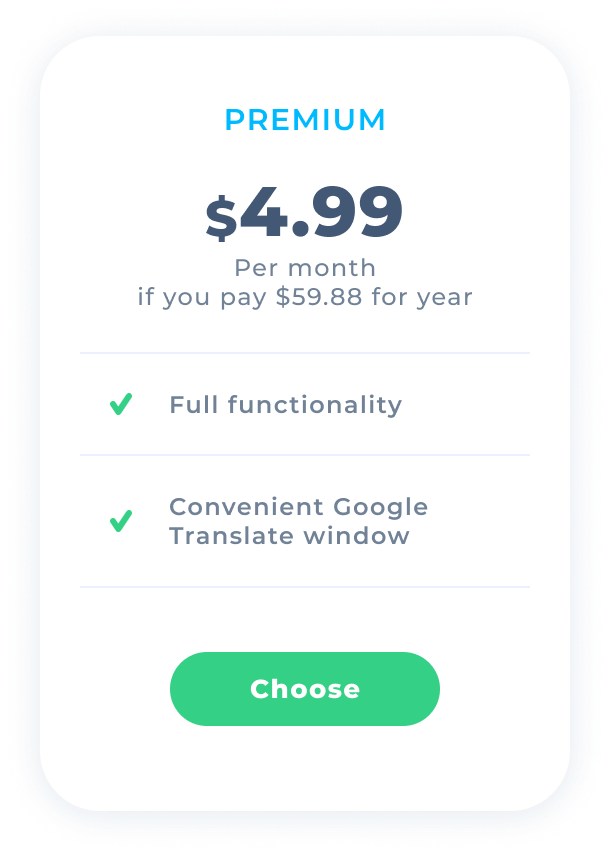 PREMIUM
$4.99
Per month
if you pay $59.88 for year
Full functionality
Convenient Google
Translate window
Choose